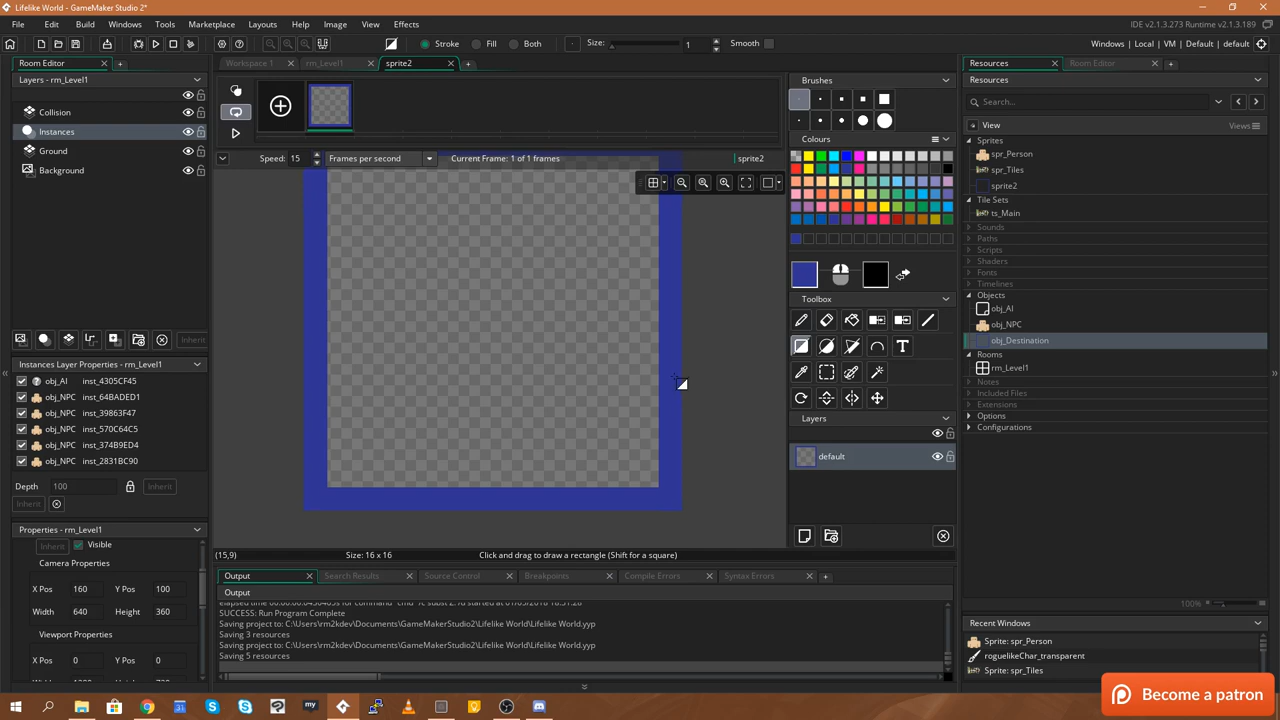 Lifelike World - GameMaker Studio 2*
File Edit Build Windows Tools Marketplace Layouts Help Image View Effects
IDE v2.1.3.273 Runtime v2.1.3.189
Stroke Fill Both Size: 1 Smooth
Windows | Local | VM | Default | default
Room Editor
Layers - rm_Level1
Collision
Instances
Ground
Background
Inherit
Instances Layer Properties - rm_Level1
obj_AI inst_4305CF45
obj_NPC inst_64BADED1
obj_NPC inst_39863F47
obj_NPC inst_570C64C5
obj_NPC inst_374B9ED4
obj_NPC inst_2831BC90
Depth 100 Inherit
Inherit
Properties - rm_Level1
Inherit Visible
Camera Properties
X Pos 160 Y Pos 100
Width 640 Height 360
Viewport Properties
X Pos 0 Y Pos 0
Workspace 1 rm_Level1 sprite2
Speed: 15 Frames per second Current Frame: 1 of 1 frames sprite2
(15,9) Size: 16 x 16 Click and drag to draw a rectangle (Shift for a square)
Output Search Results Source Control Breakpoints Compile Errors Syntax Errors
Output
SUCCESS: Run Program Complete
Saving project to: C:\Users\rm2kdev\Documents\GameMakerStudio2\Lifelike World\Lifelike World.yyp
Saving 3 resources
Saving project to: C:\Users\rm2kdev\Documents\GameMakerStudio2\Lifelike World\Lifelike World.yyp
Saving 5 resources
Brushes
Colours
Toolbox
Layers
default
Resources Room Editor
Resources
Search...
View Views
Sprites
spr_Person
spr_Tiles
sprite2
Tile Sets
ts_Main
Sounds
Paths
Scripts
Shaders
Fonts
Timelines
Objects
obj_AI
obj_NPC
obj_Destination
Rooms
rm_Level1
Notes
Included Files
Extensions
Options
Configurations
100%
Recent Windows
Sprite: spr_Person
roguelikeChar_transparent
Sprite: spr_Tiles
my
Become a patron